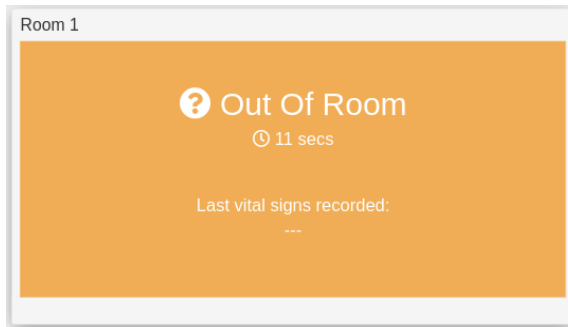 Room 1
Out Of Room
11 secs
Last vital signs recorded:
---